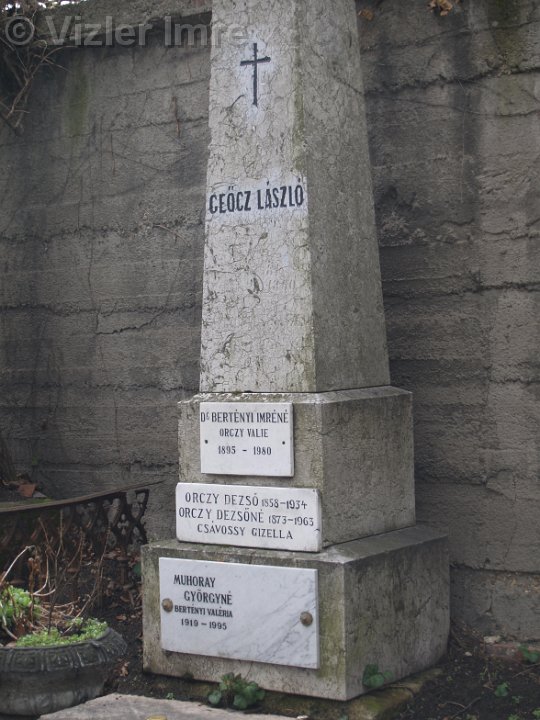 © Vizler Imre
GEŐCZ LÁSZLÓ
Dr BERTÉNYI IMRÉNÉ
ORCZY VALIE
1895 - 1980
ORCZY DEZSŐ 1858-1934
ORCZY DEZSŐNÉ 1873-1963
CSÁVOSSY GIZELLA
MUHORAY
GYÖRGYNÉ
BERTÉNYI VALÉRIA
1919 - 1995